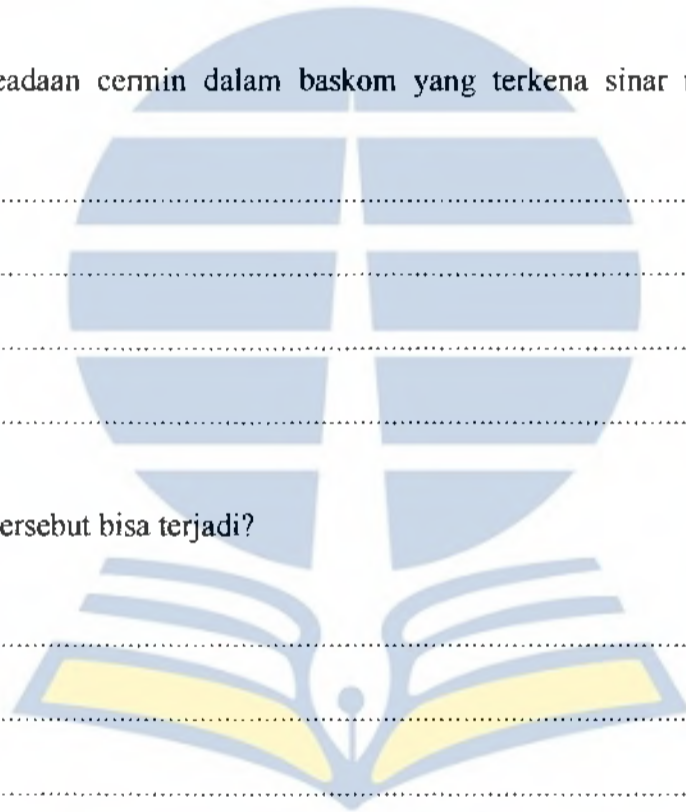 eadaan cermin dalam baskom yang terkena sinar
ersebut bisa terjadi?